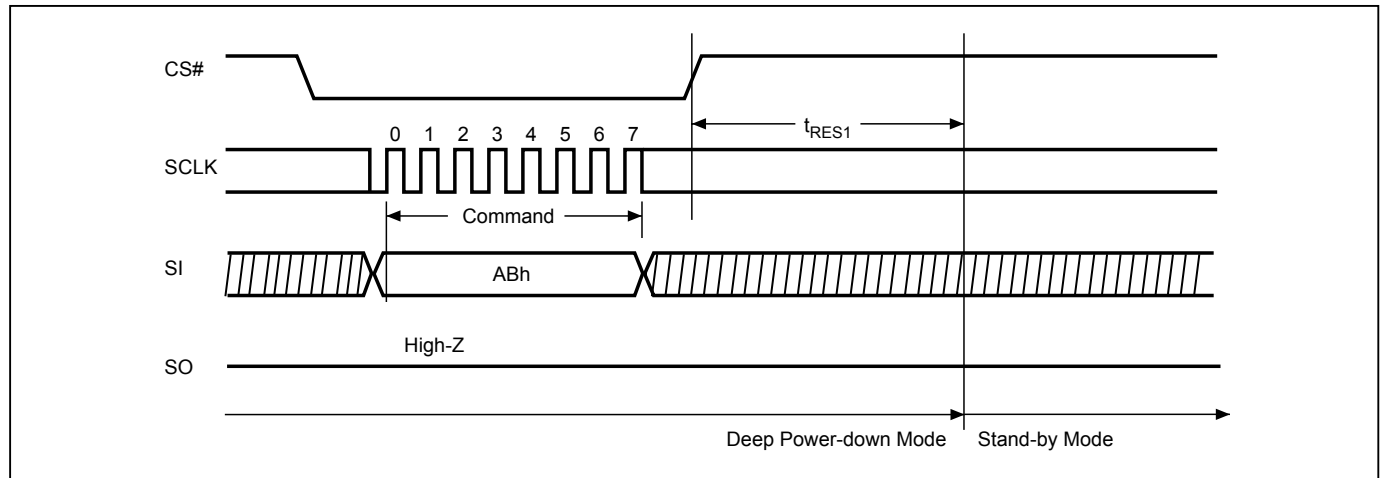 CS#
tRES1
0 1 2 3 4 5 6 7
SCLK
Command
SI
ABh
High-Z
SO
Deep Power-down Mode Stand-by Mode